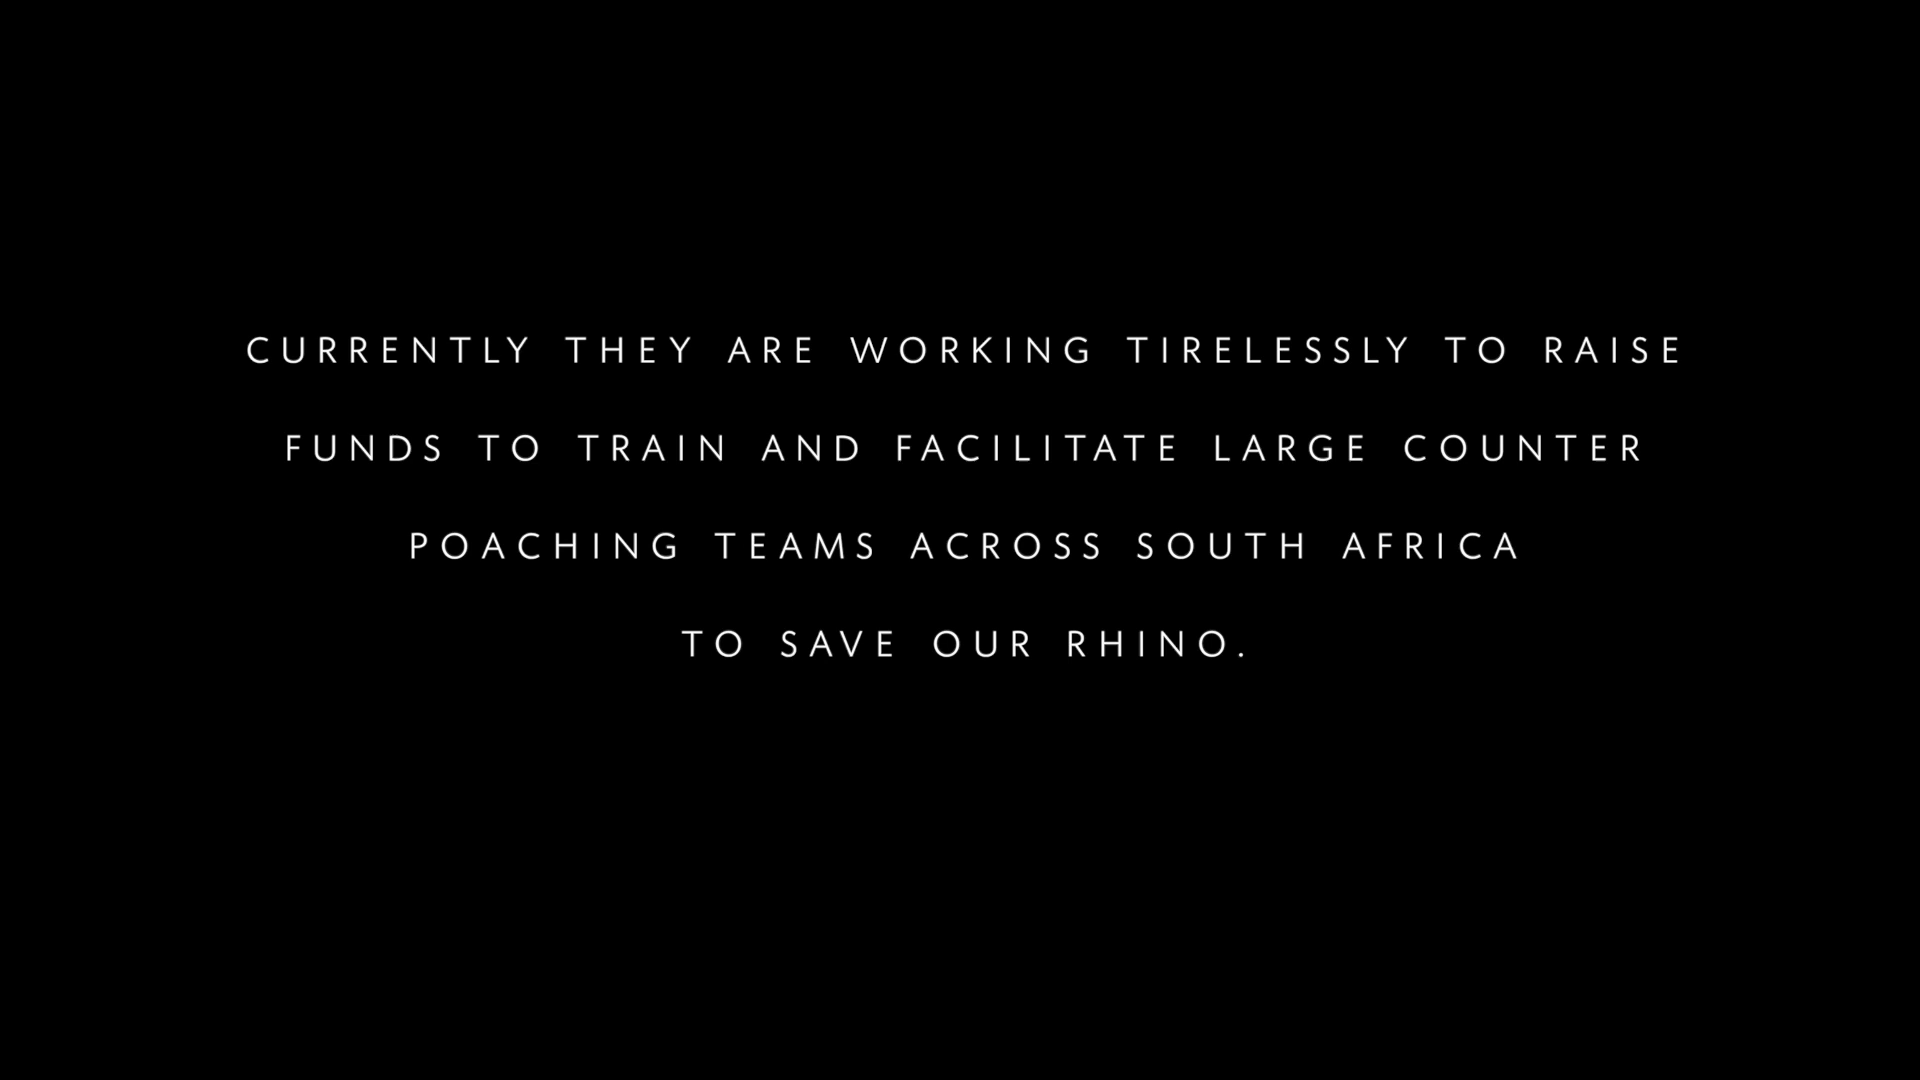 CURRENTLY THEY ARE WORKING TIRELESSLY TO RAISE
FUNDS TO TRAIN AND FACILITATE LARGE COUNTER
POACHING TEAMS ACROSS SOUTH AFRICA
TO SAVE OUR RHINO.